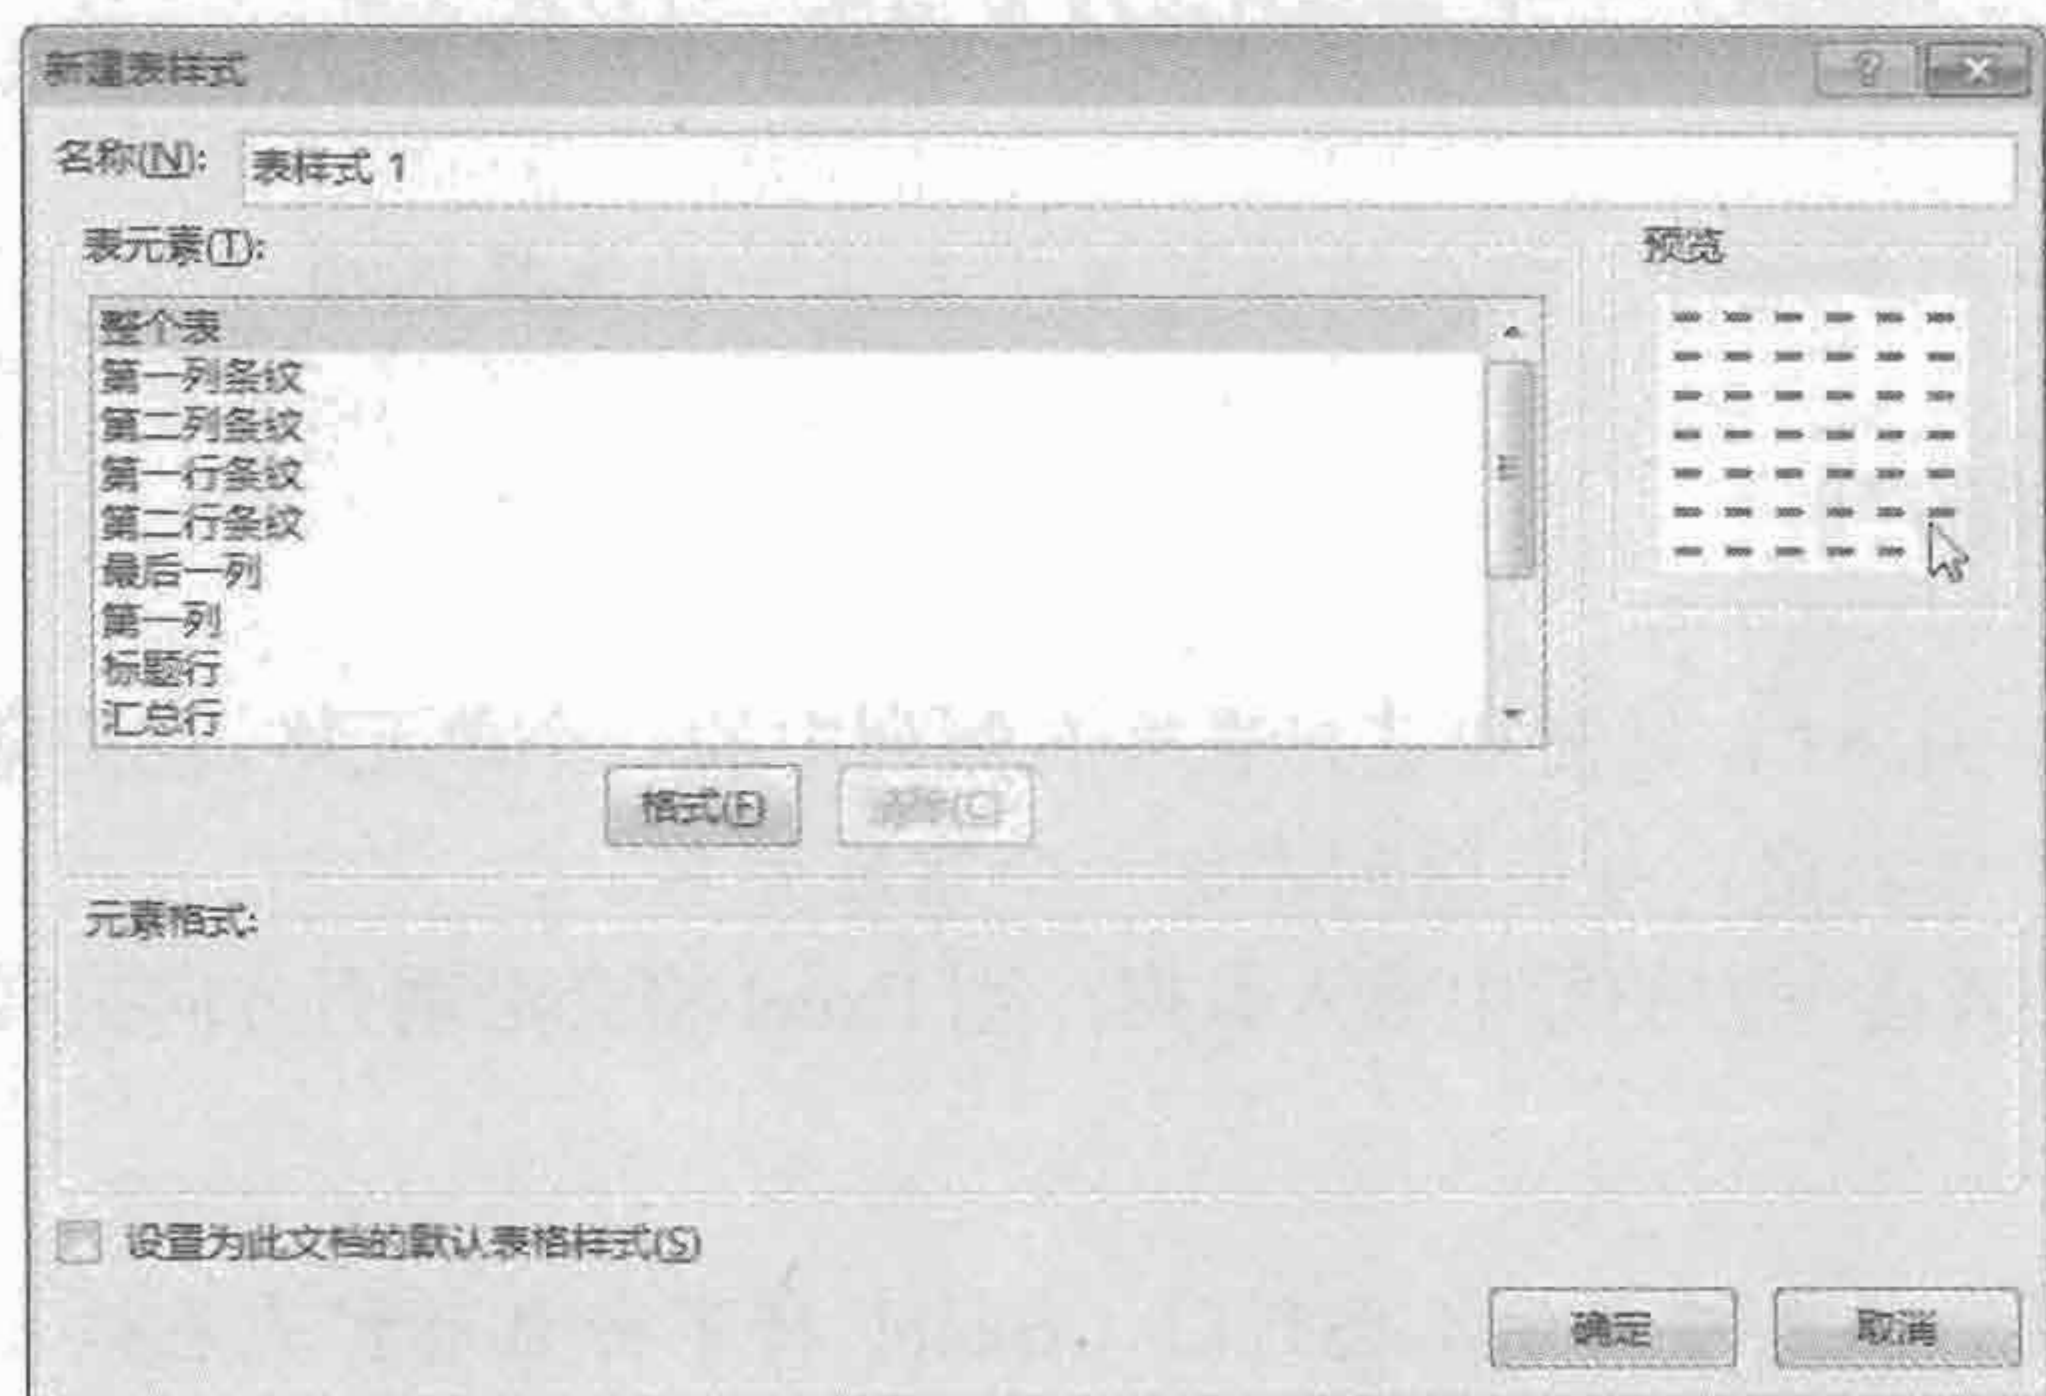 新建表样式
名称(N): 表样式 1
表元素(T):
预览
整个表
第一列条纹
第二列条纹
第一行条纹
第二行条纹
最后一列
第一列
标题行
汇总行
格式(F)
清除(C)
元素格式:
设置为此文档的默认表格样式(S)
确定
取消